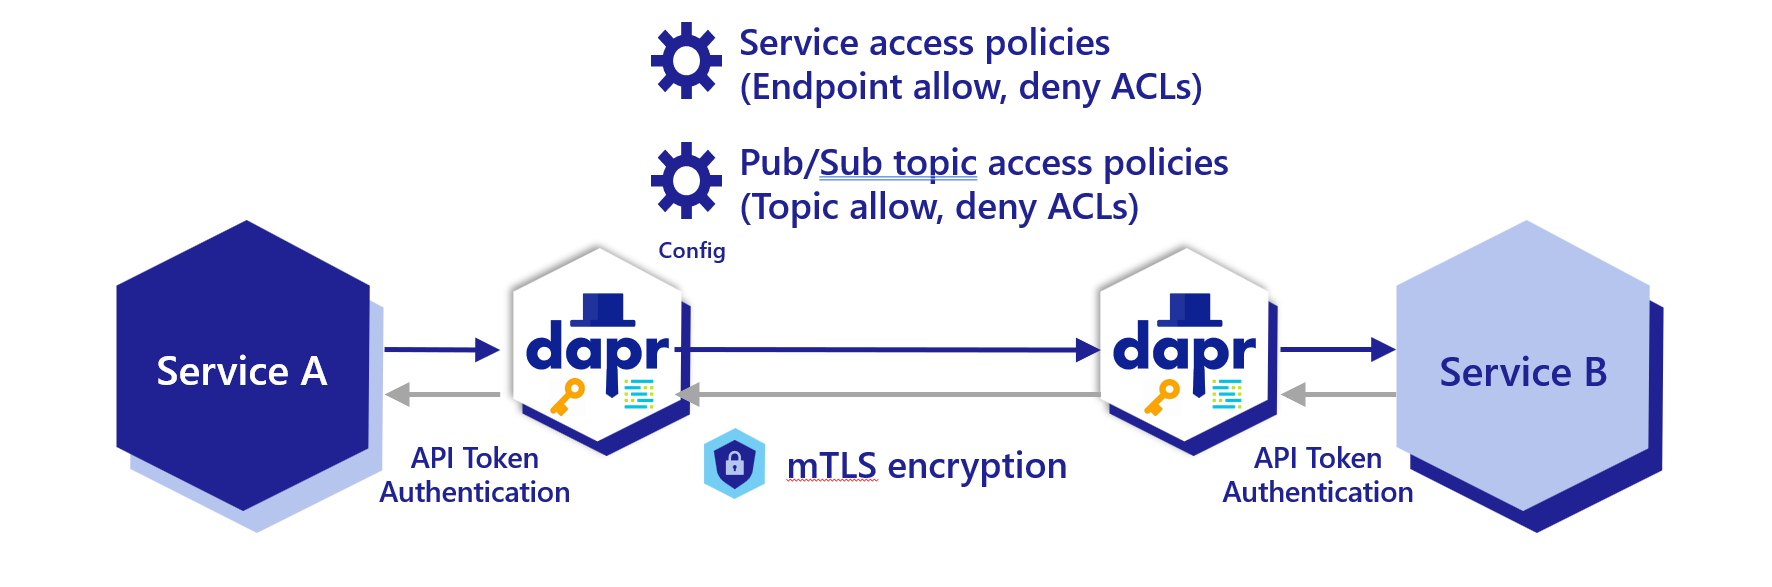 Service access policies
(Endpoint allow, deny ACLs)
Pub/Sub topic access policies
(Topic allow, deny ACLs)
Config
Service A
dapr
dapr
Service B
API Token
Authentication
mTLS encryption
API Token
Authentication